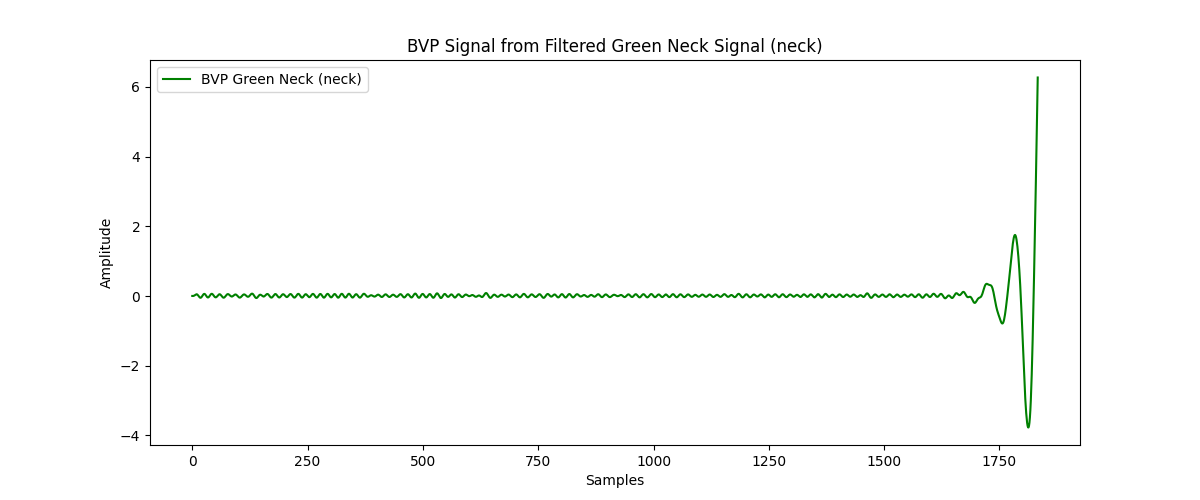 BVP Signal from Filtered Green Neck Signal (neck)
BVP Green Neck (neck)
Amplitude
6
4
2
0
−2
−4
0 250 500 750 1000 1250 1500 1750
Samples